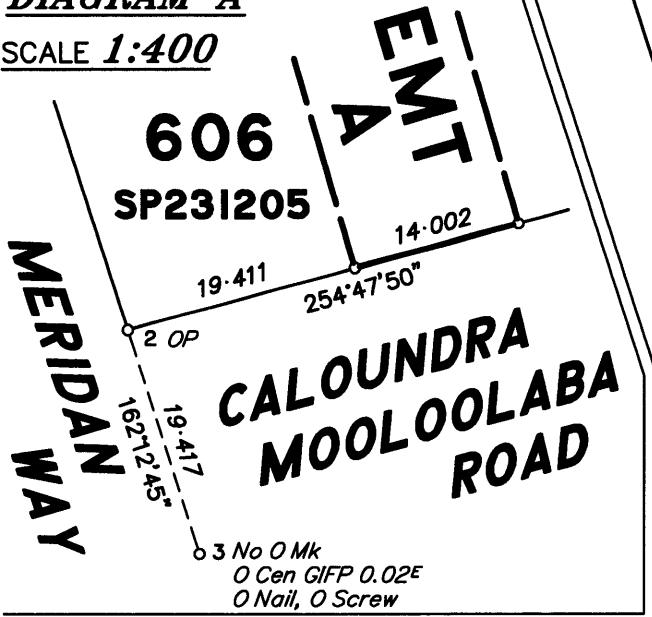 DIAGRAM A
SCALE 1:400
606
SP231205
EMT
A
14·002
19·411
254°47'50"
2 OP
MERIDAN
WAY
162°12'45"
19·417
CALOUNDRA
MOOLOOLABA
ROAD
3 No O Mk
O Cen GIFP 0.02E
O Nail, O Screw